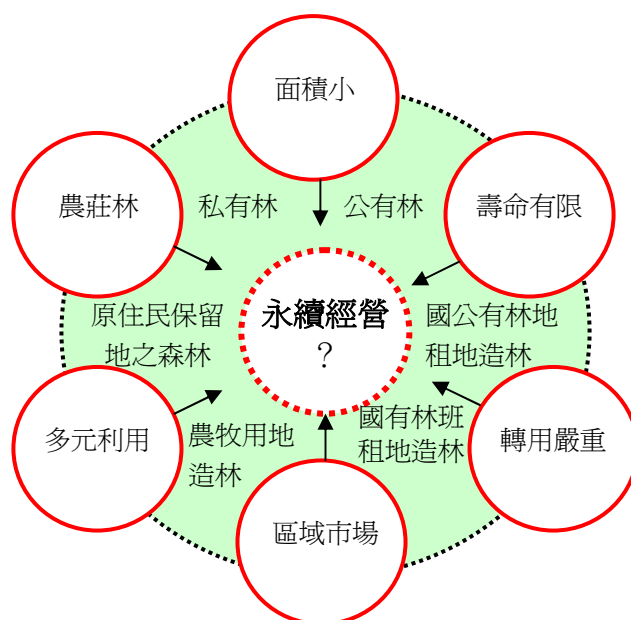 面積小
農莊林
私有林
公有林
壽命有限
原住民保留
地之森林
永續經營
?
國公有林地
租地造林
多元利用
農牧用地
造林
國有林班
租地造林
轉用嚴重
區域市場